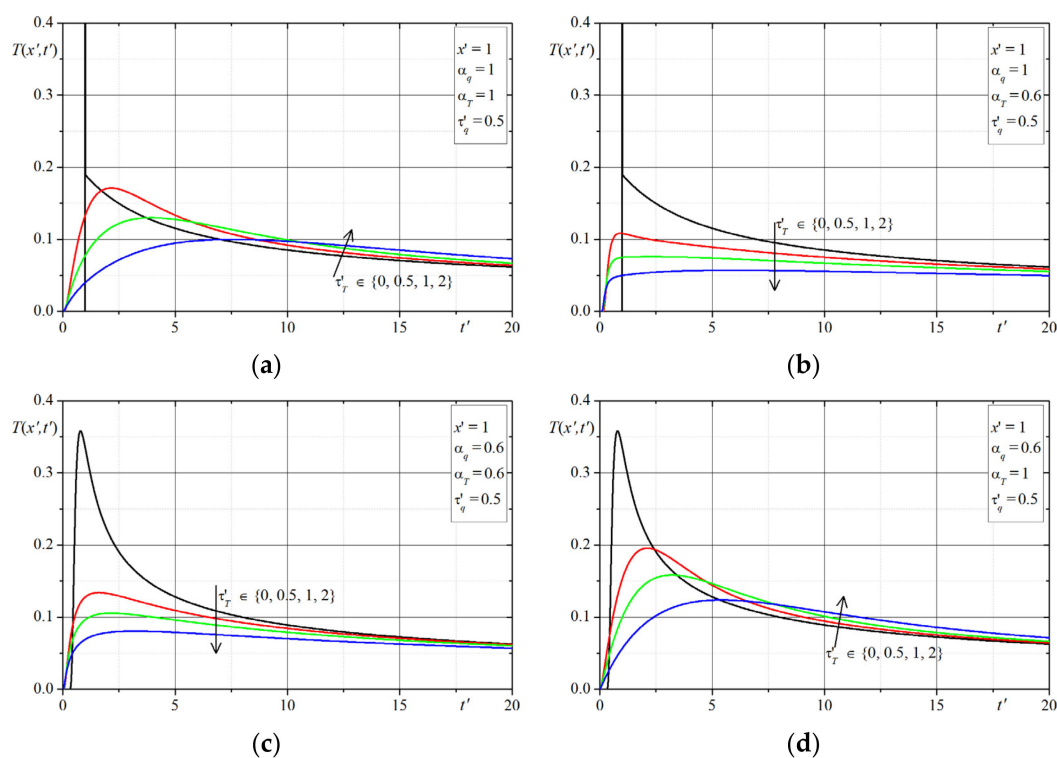 0.4
T(x′,t′)
0.3
0.2
0.1
0.0
0 5 10 15 20
t′
x′ = 1
α_q = 1
α_T = 1
τ′_q = 0.5
τ′_T ∈ {0, 0.5, 1, 2}
(a)
0.4
T(x′,t′)
0.3
0.2
0.1
0.0
0 5 10 15 20
t′
x′ = 1
α_q = 1
α_T = 0.6
τ′_q = 0.5
τ′_T ∈ {0, 0.5, 1, 2}
(b)
0.4
T(x′,t′)
0.3
0.2
0.1
0.0
0 5 10 15 20
t′
x′ = 1
α_q = 0.6
α_T = 0.6
τ′_q = 0.5
τ′_T ∈ {0, 0.5, 1, 2}
(c)
0.4
T(x′,t′)
0.3
0.2
0.1
0.0
0 5 10 15 20
t′
x′ = 1
α_q = 0.6
α_T = 1
τ′_q = 0.5
τ′_T ∈ {0, 0.5, 1, 2}
(d)